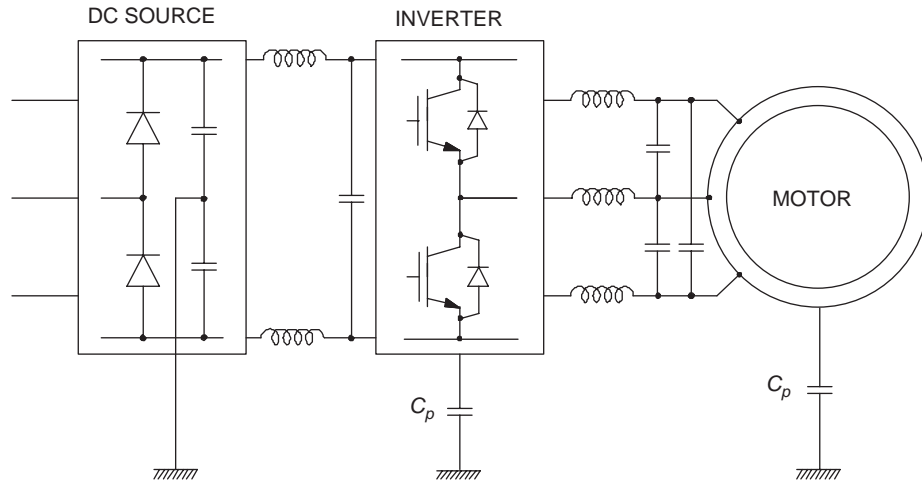 DC SOURCE
INVERTER
MOTOR
Cp
Cp